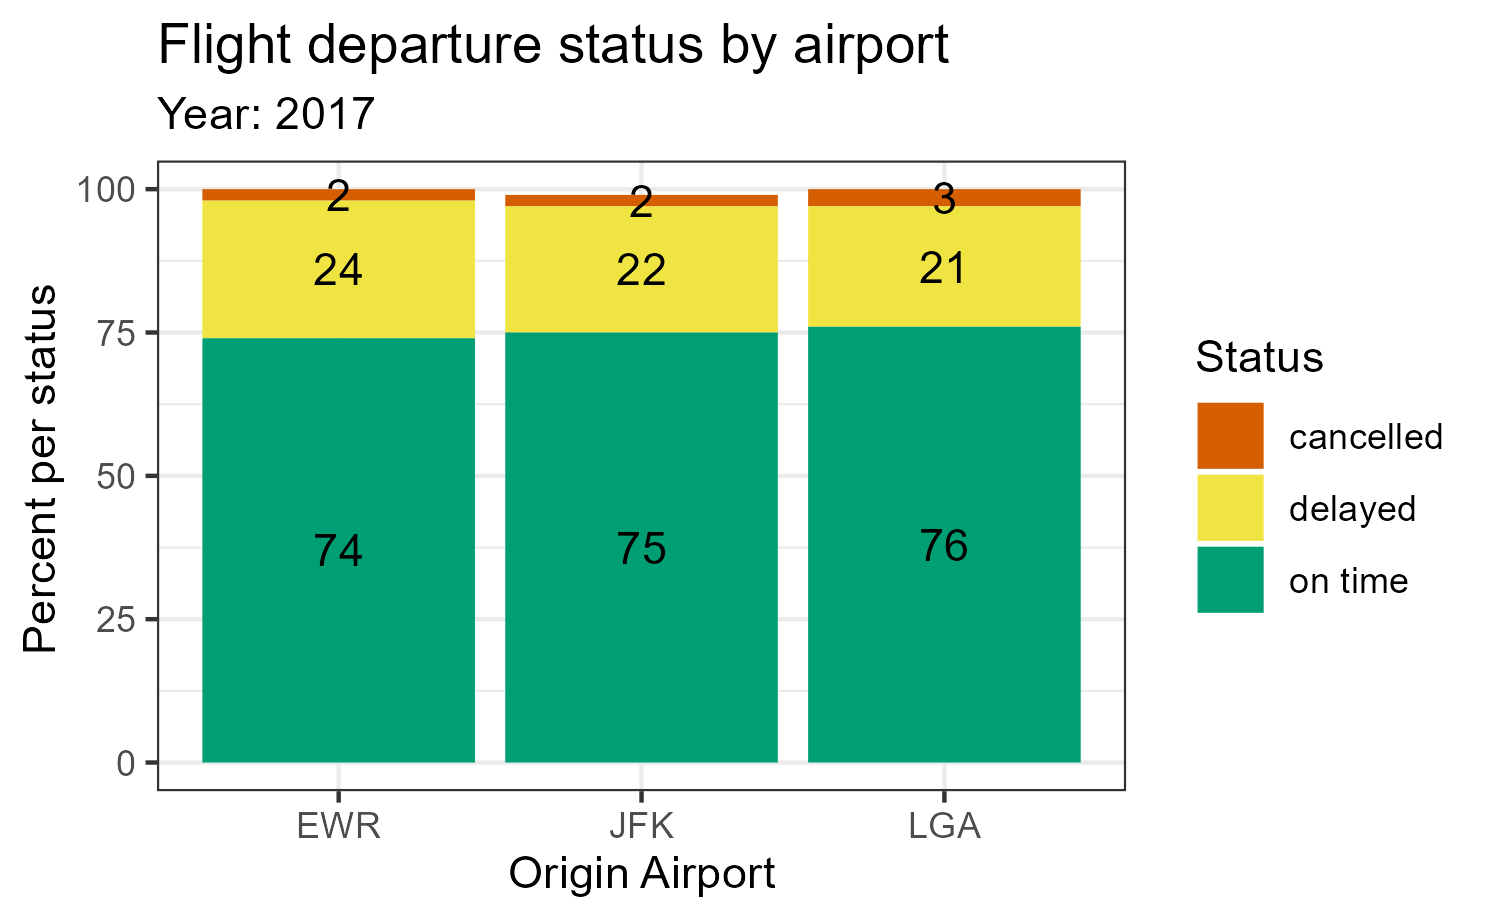 Flight departure status by airport
Year: 2017
Percent per status
100
75
50
25
0
2
24
74
2
22
75
3
21
76
EWR
JFK
LGA
Origin Airport
Status
cancelled
delayed
on time